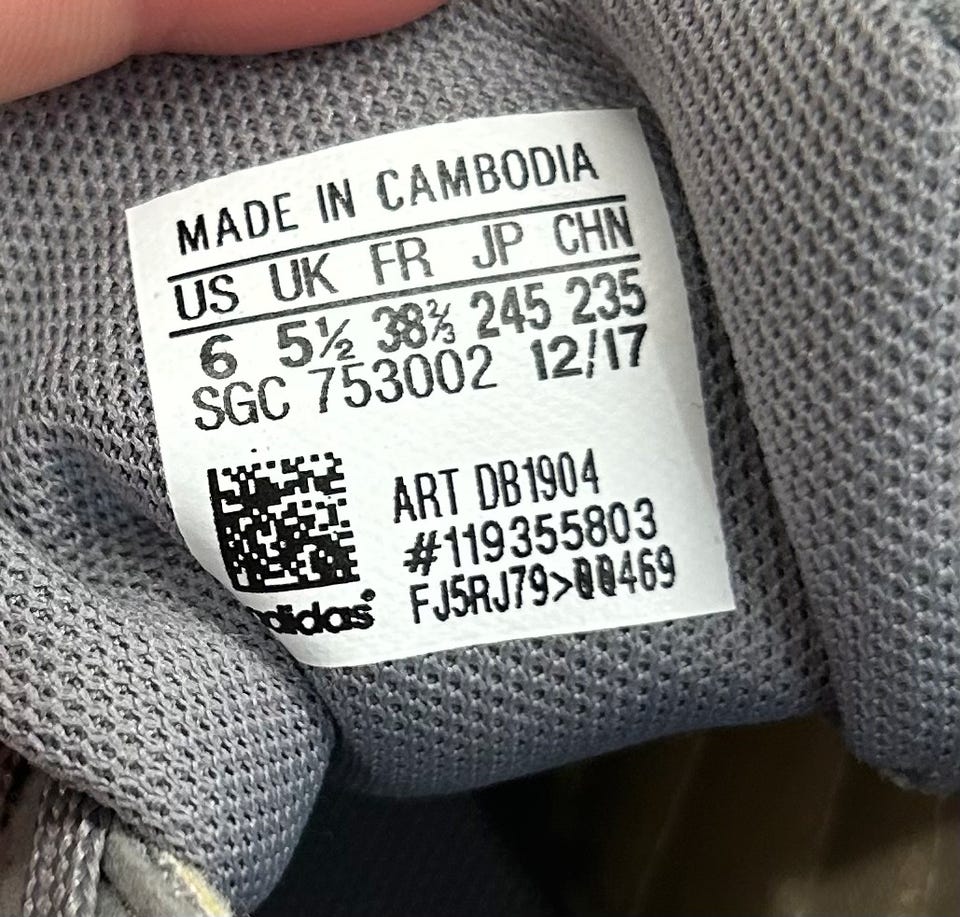 MADE IN CAMBODIA
US UK FR JP CHN
6 5½ 38⅔ 245 235
SGC 753002 12/17
ART DB1904
#119355803
FJ5RJ79>00469
adidas®